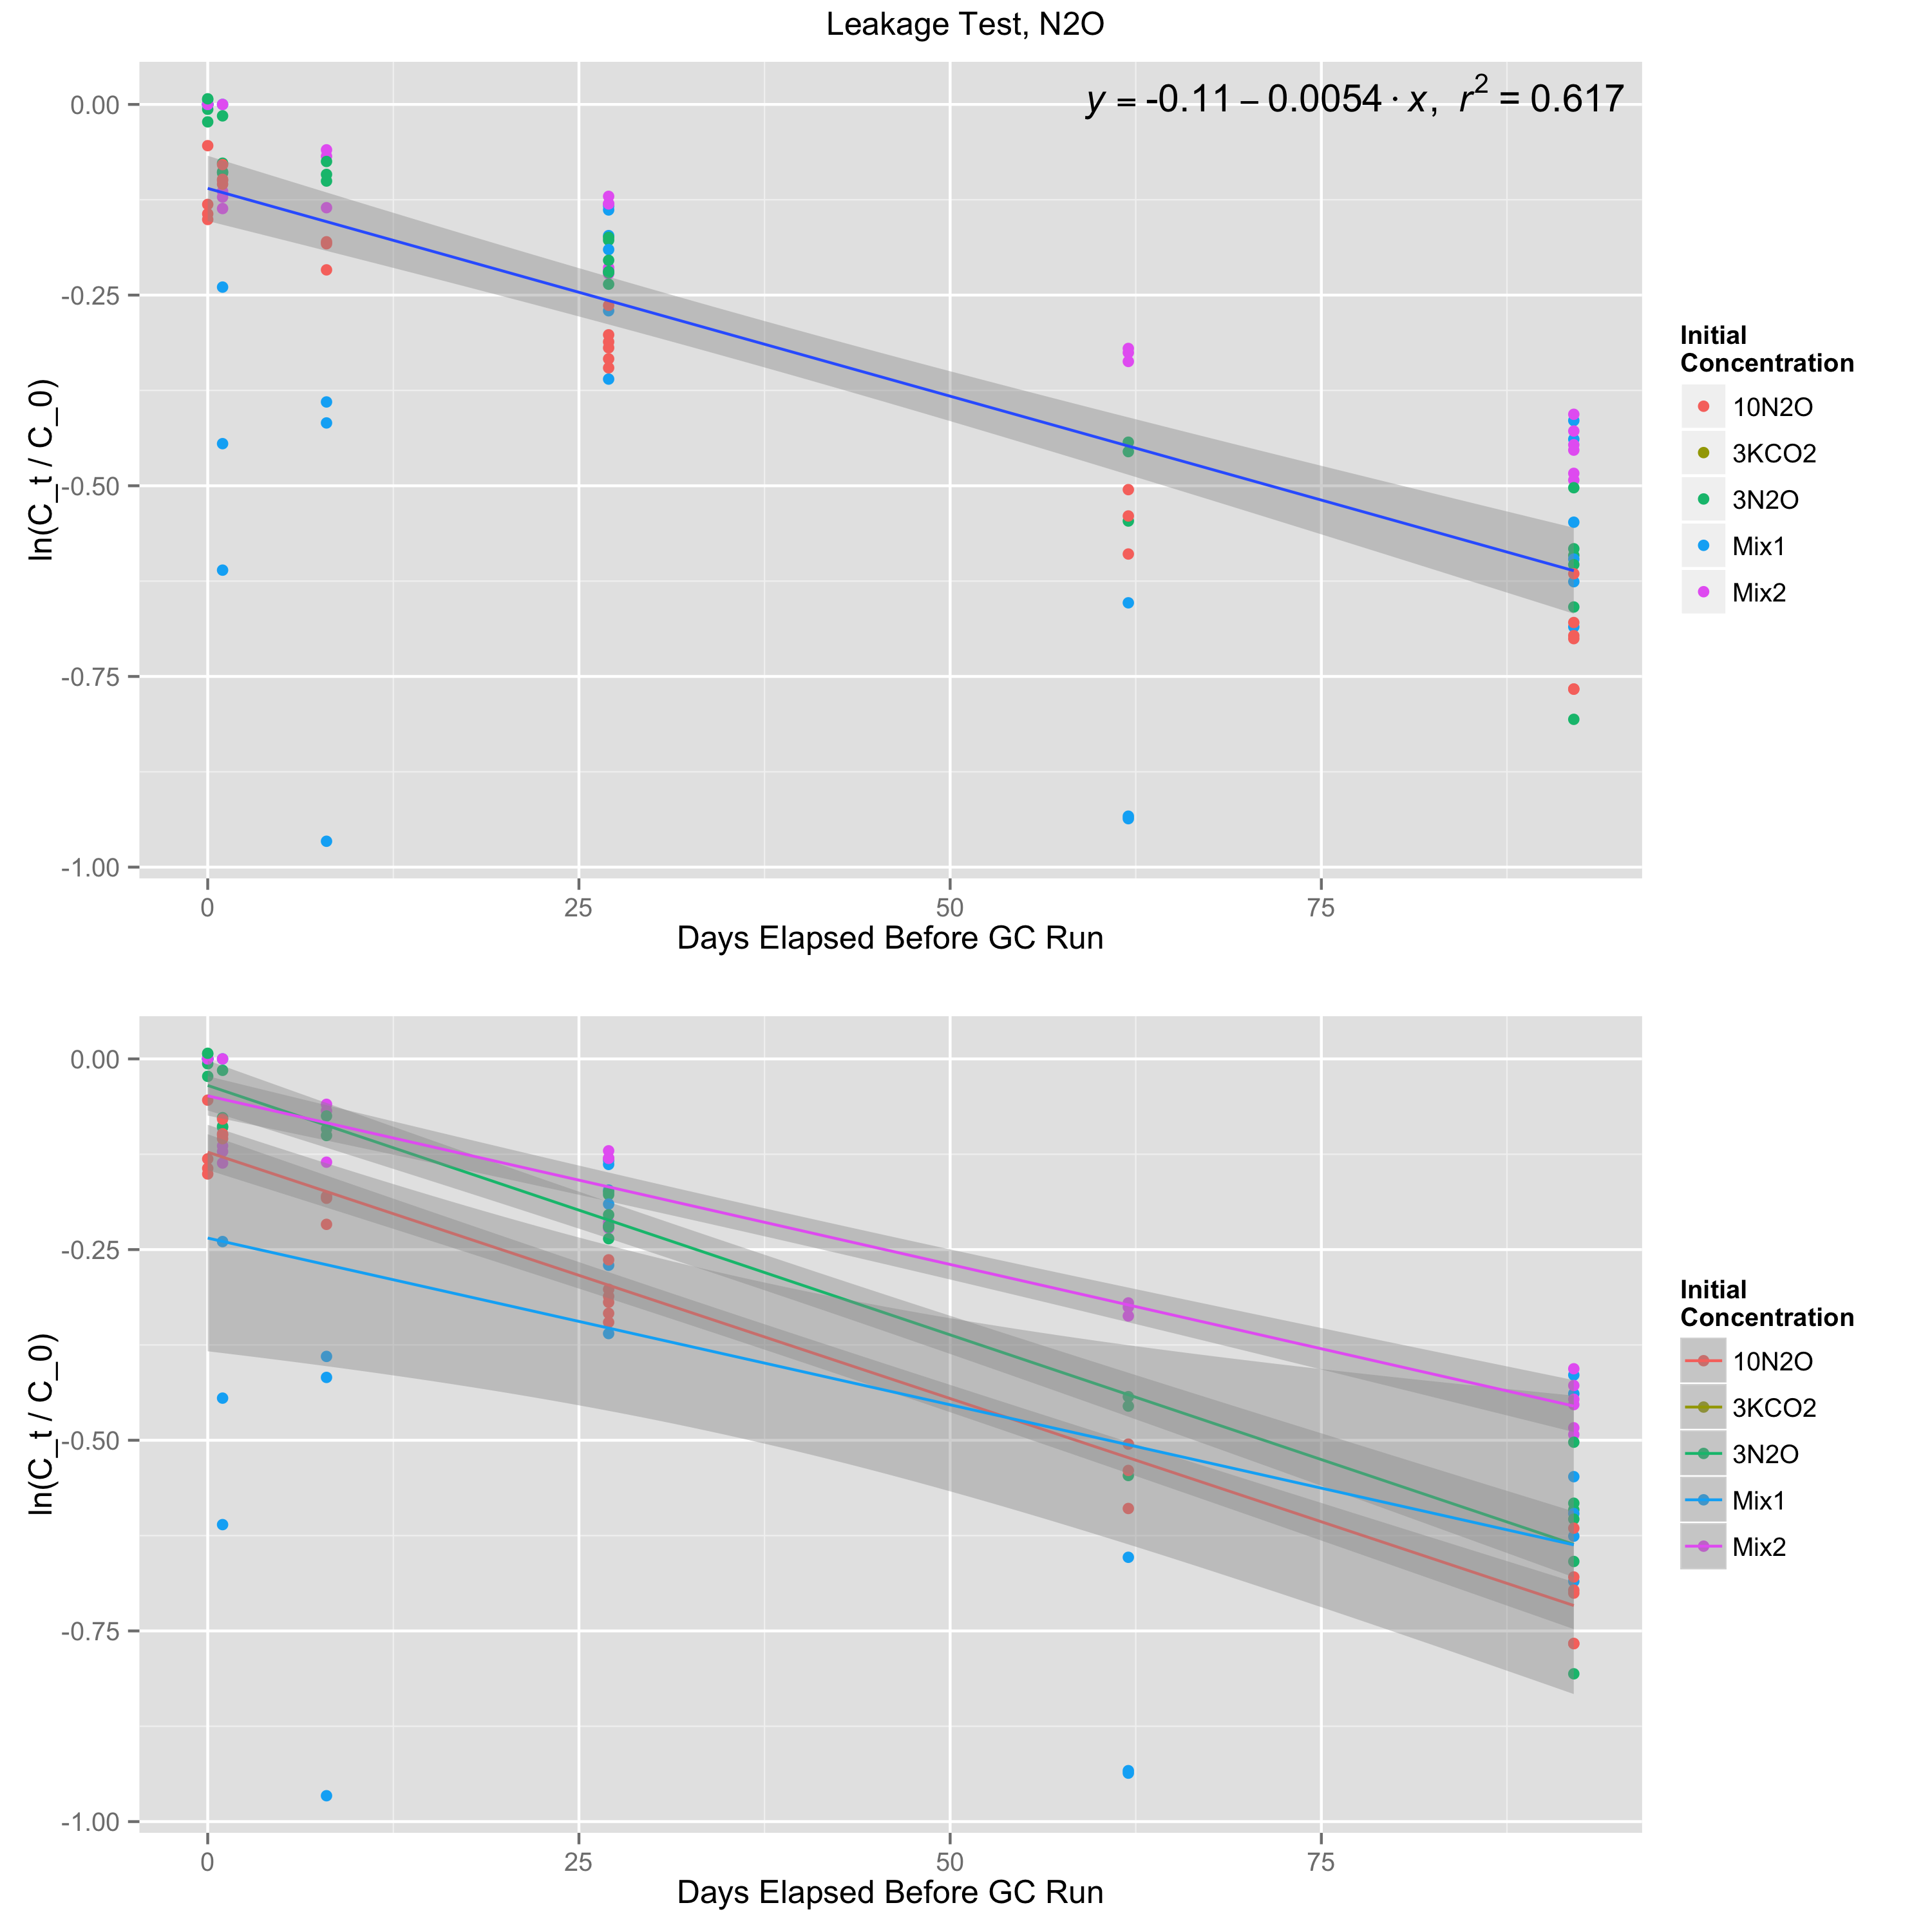 Leakage Test, N2O
y = -0.11 – 0.0054 · x, r² = 0.617
0.00
-0.25
-0.50
-0.75
-1.00
ln(C_t / C_0)
0 25 50 75
Days Elapsed Before GC Run
Initial
Concentration
10N2O
3KCO2
3N2O
Mix1
Mix2
0.00
-0.25
-0.50
-0.75
-1.00
ln(C_t / C_0)
0 25 50 75
Days Elapsed Before GC Run
Initial
Concentration
10N2O
3KCO2
3N2O
Mix1
Mix2